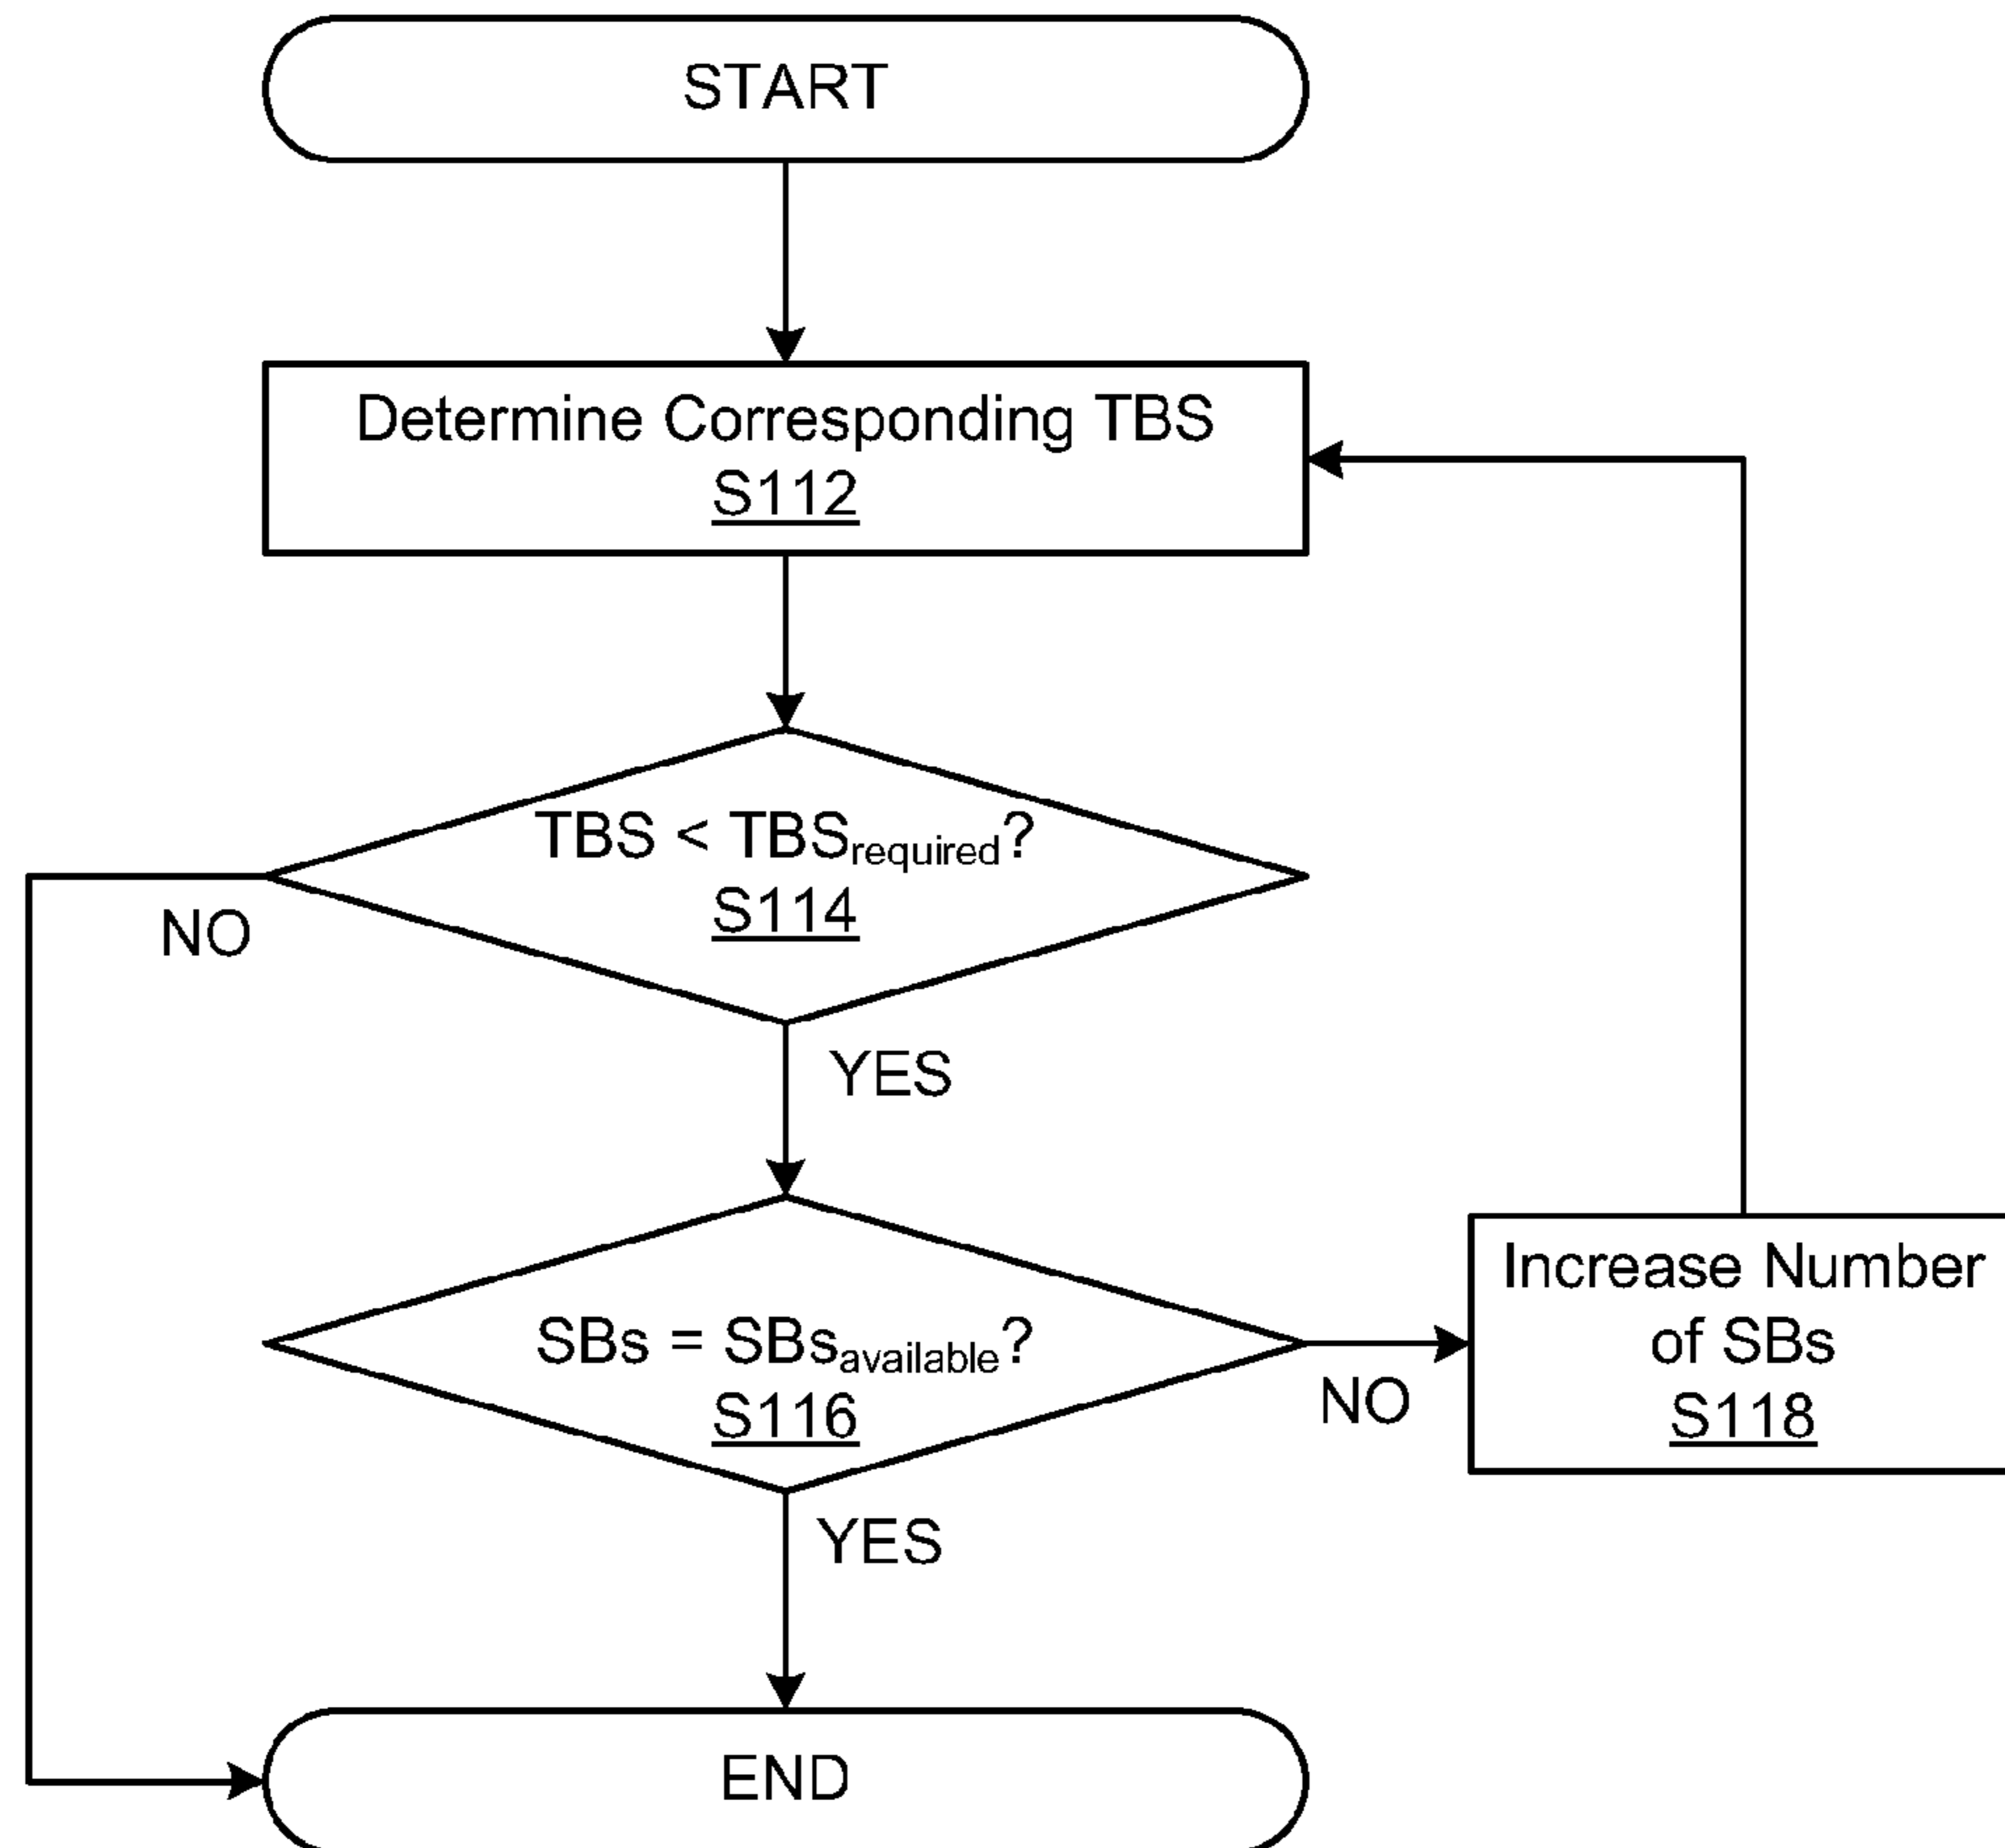 START
Determine Corresponding TBS
S112
TBS < TBSrequired?
S114
NO
YES
SBs = SBsavailable?
S116
NO
Increase Number
of SBs
S118
YES
END